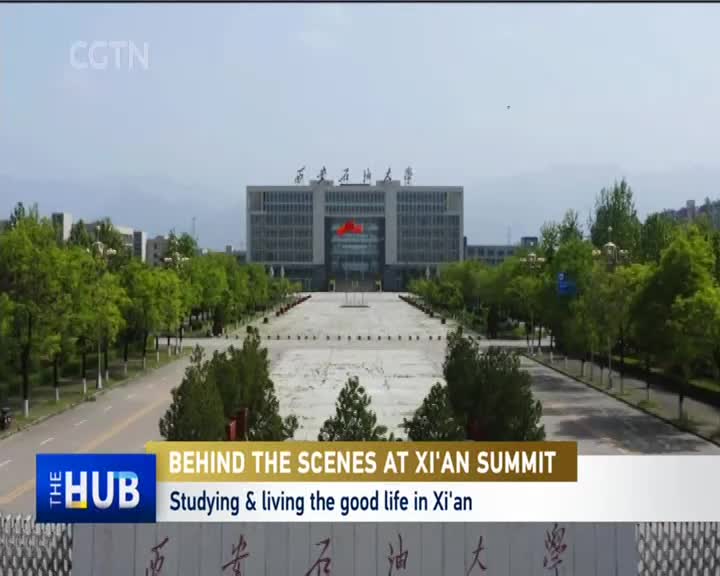 CGTN
西安石油大学
BEHIND THE SCENES AT XI'AN SUMMIT
THE HUB
Studying & living the good life in Xi'an
西安石油大学